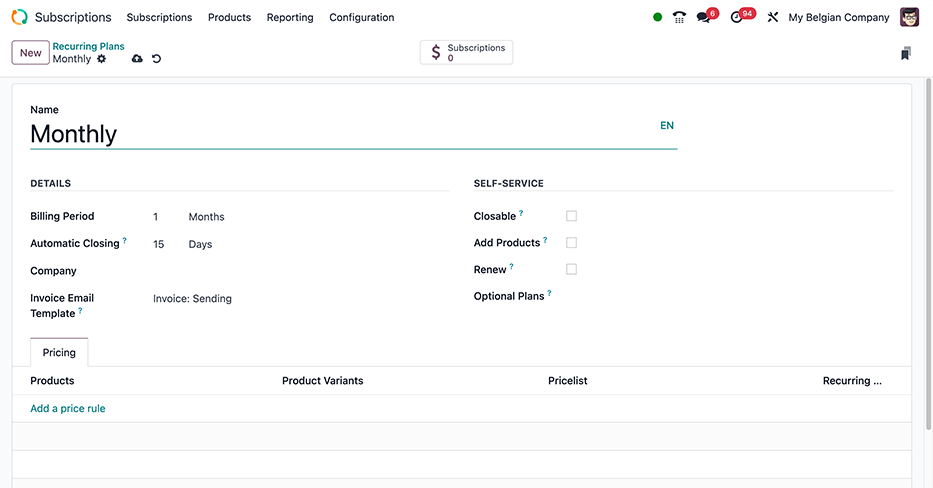 Subscriptions Subscriptions Products Reporting Configuration 6 94 My Belgian Company
New Recurring Plans
Monthly
$ Subscriptions
0
Name
Monthly EN
DETAILS
Billing Period 1 Months
Automatic Closing ? 15 Days
Company
Invoice Email Template ? Invoice: Sending
SELF-SERVICE
Closable ?
Add Products ?
Renew ?
Optional Plans ?
Pricing
Products Product Variants Pricelist Recurring ...
Add a price rule